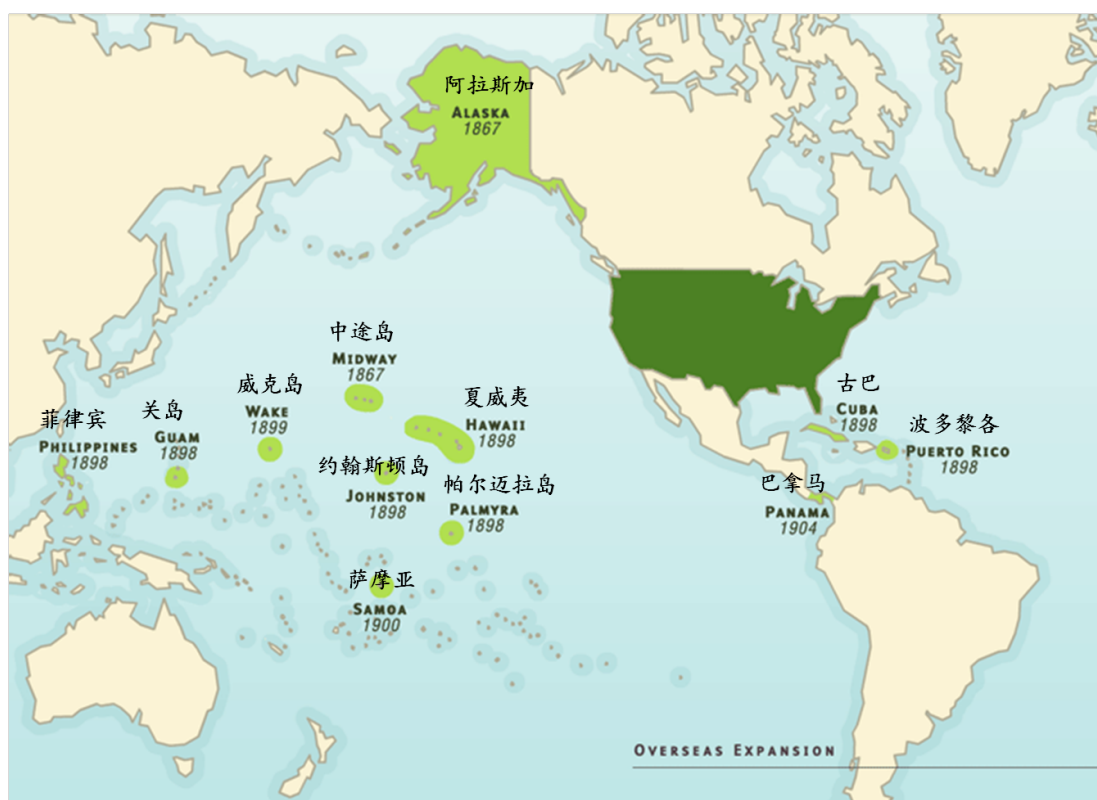 阿拉斯加
ALASKA
1867
中途岛
MIDWAY
1867
威克岛
WAKE
1899
夏威夷
HAWAII
1898
古巴
CUBA
1898
菲律宾
PHILIPPINES
1898
关岛
GUAM
1898
波多黎各
PUERTO RICO
1898
约翰斯顿岛
JOHNSTON
1898
帕尔迈拉岛
PALMYRA
1898
巴拿马
PANAMA
1904
萨摩亚
SAMOA
1900
OVERSEAS EXPANSION